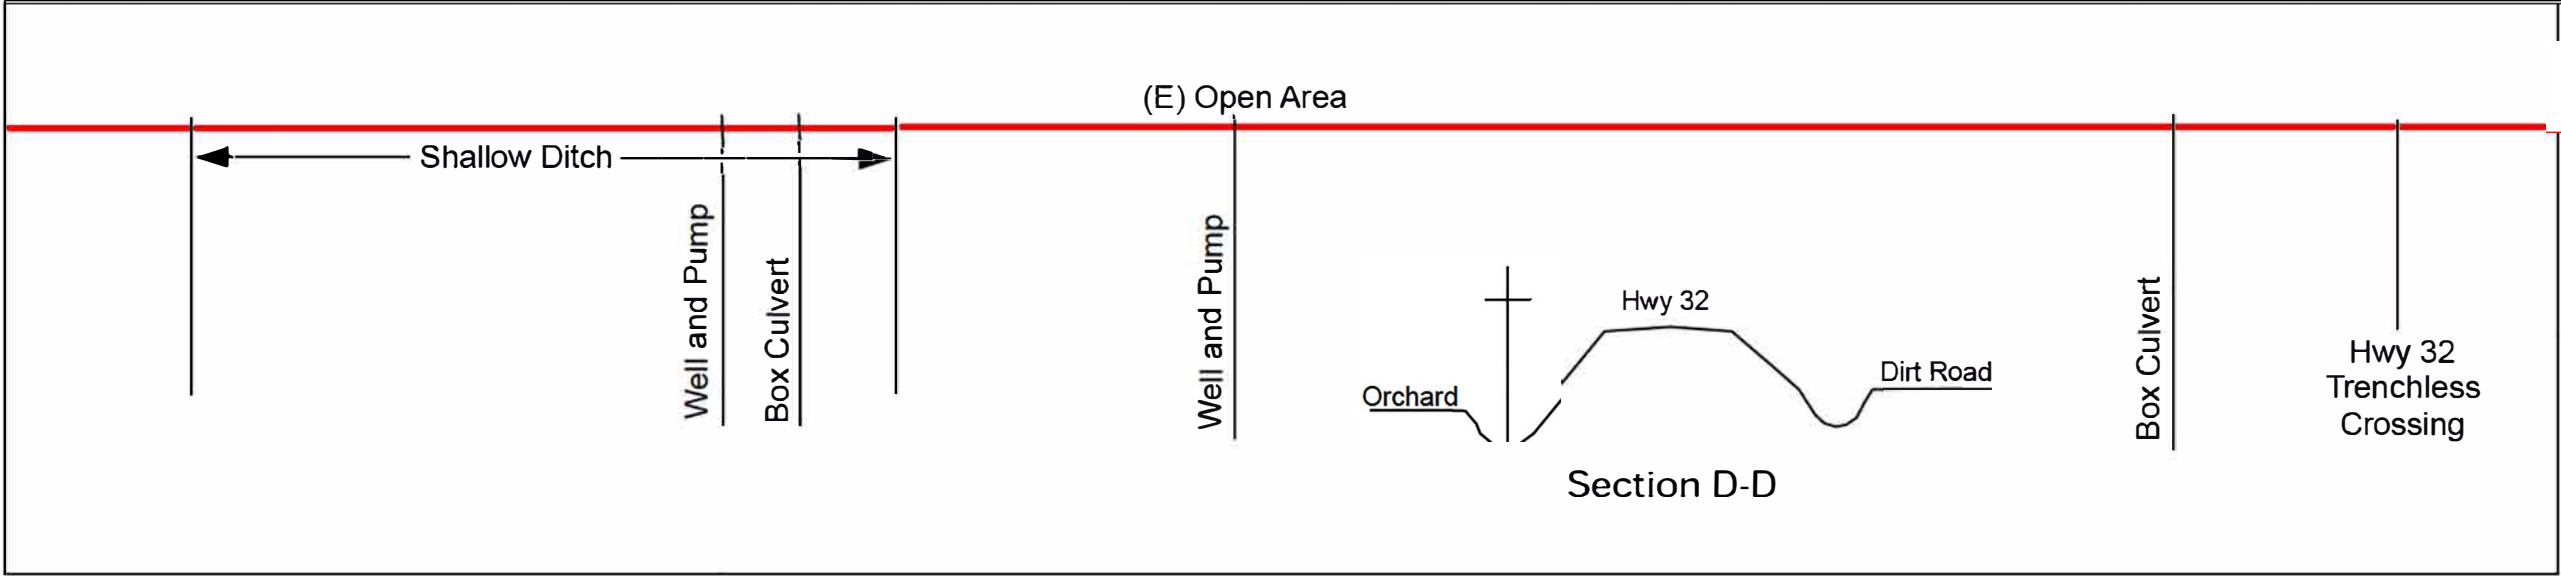 (E) Open Area
Shallow Ditch
Well and Pump
Box Culvert
Well and Pump
Orchard
Hwy 32
Dirt Road
Section D-D
Box Culvert
Hwy 32
Trenchless
Crossing